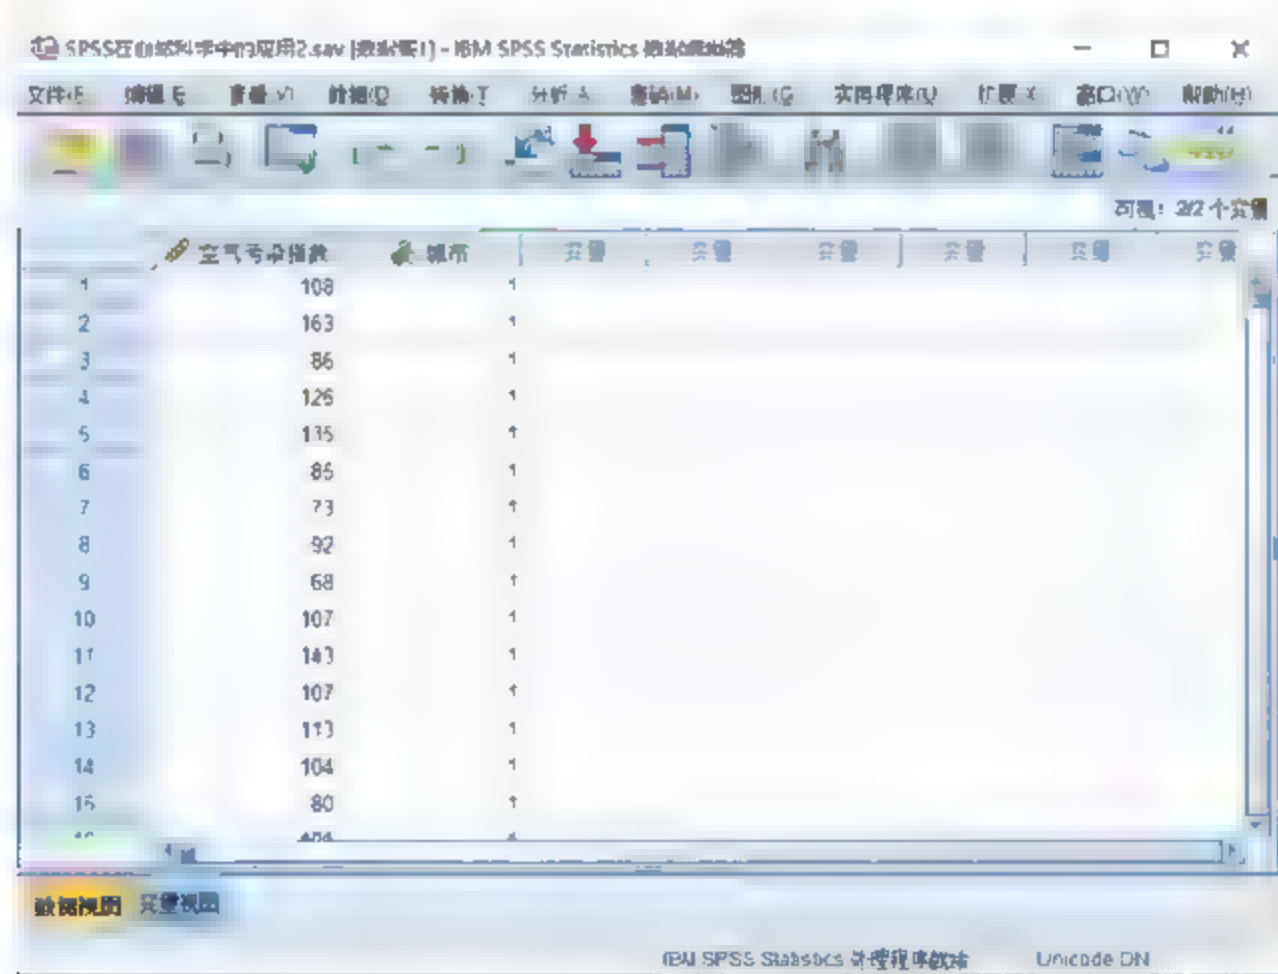 SPSS在自然科学中的应用2.sav [数据集1] - IBM SPSS Statistics 数据编辑器
文件(F) 编辑(E) 查看(V) 数据(D) 转换(T) 分析(A) 直销(M) 图形(G) 实用程序(U) 扩展(X) 窗口(W) 帮助(H)
可视: 2/2 个变量
空气污染指数 城市 变量 变量 变量 变量 变量 变量
1 108 1
2 163 1
3 86 1
4 126 1
5 135 1
6 85 1
7 73 1
8 92 1
9 68 1
10 107 1
11 143 1
12 107 1
13 113 1
14 104 1
15 80 1
数据视图 变量视图
IBM SPSS Statistics 处理程序就绪 Unicode:ON